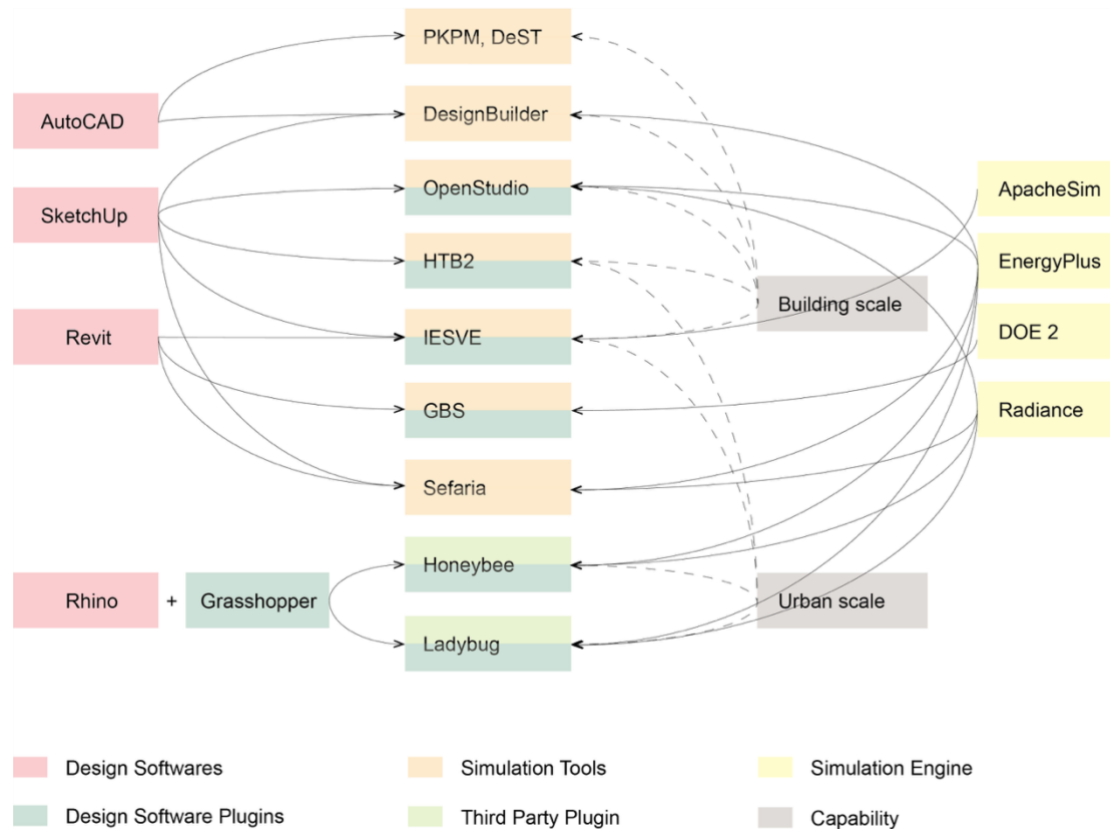 PKPM, DeST
AutoCAD
DesignBuilder
OpenStudio
ApacheSim
SketchUp
HTB2
EnergyPlus
Building scale
Revit
IESVE
DOE 2
GBS
Radiance
Sefaria
Honeybee
Rhino + Grasshopper
Urban scale
Ladybug
Design Softwares
Simulation Tools
Simulation Engine
Design Software Plugins
Third Party Plugin
Capability